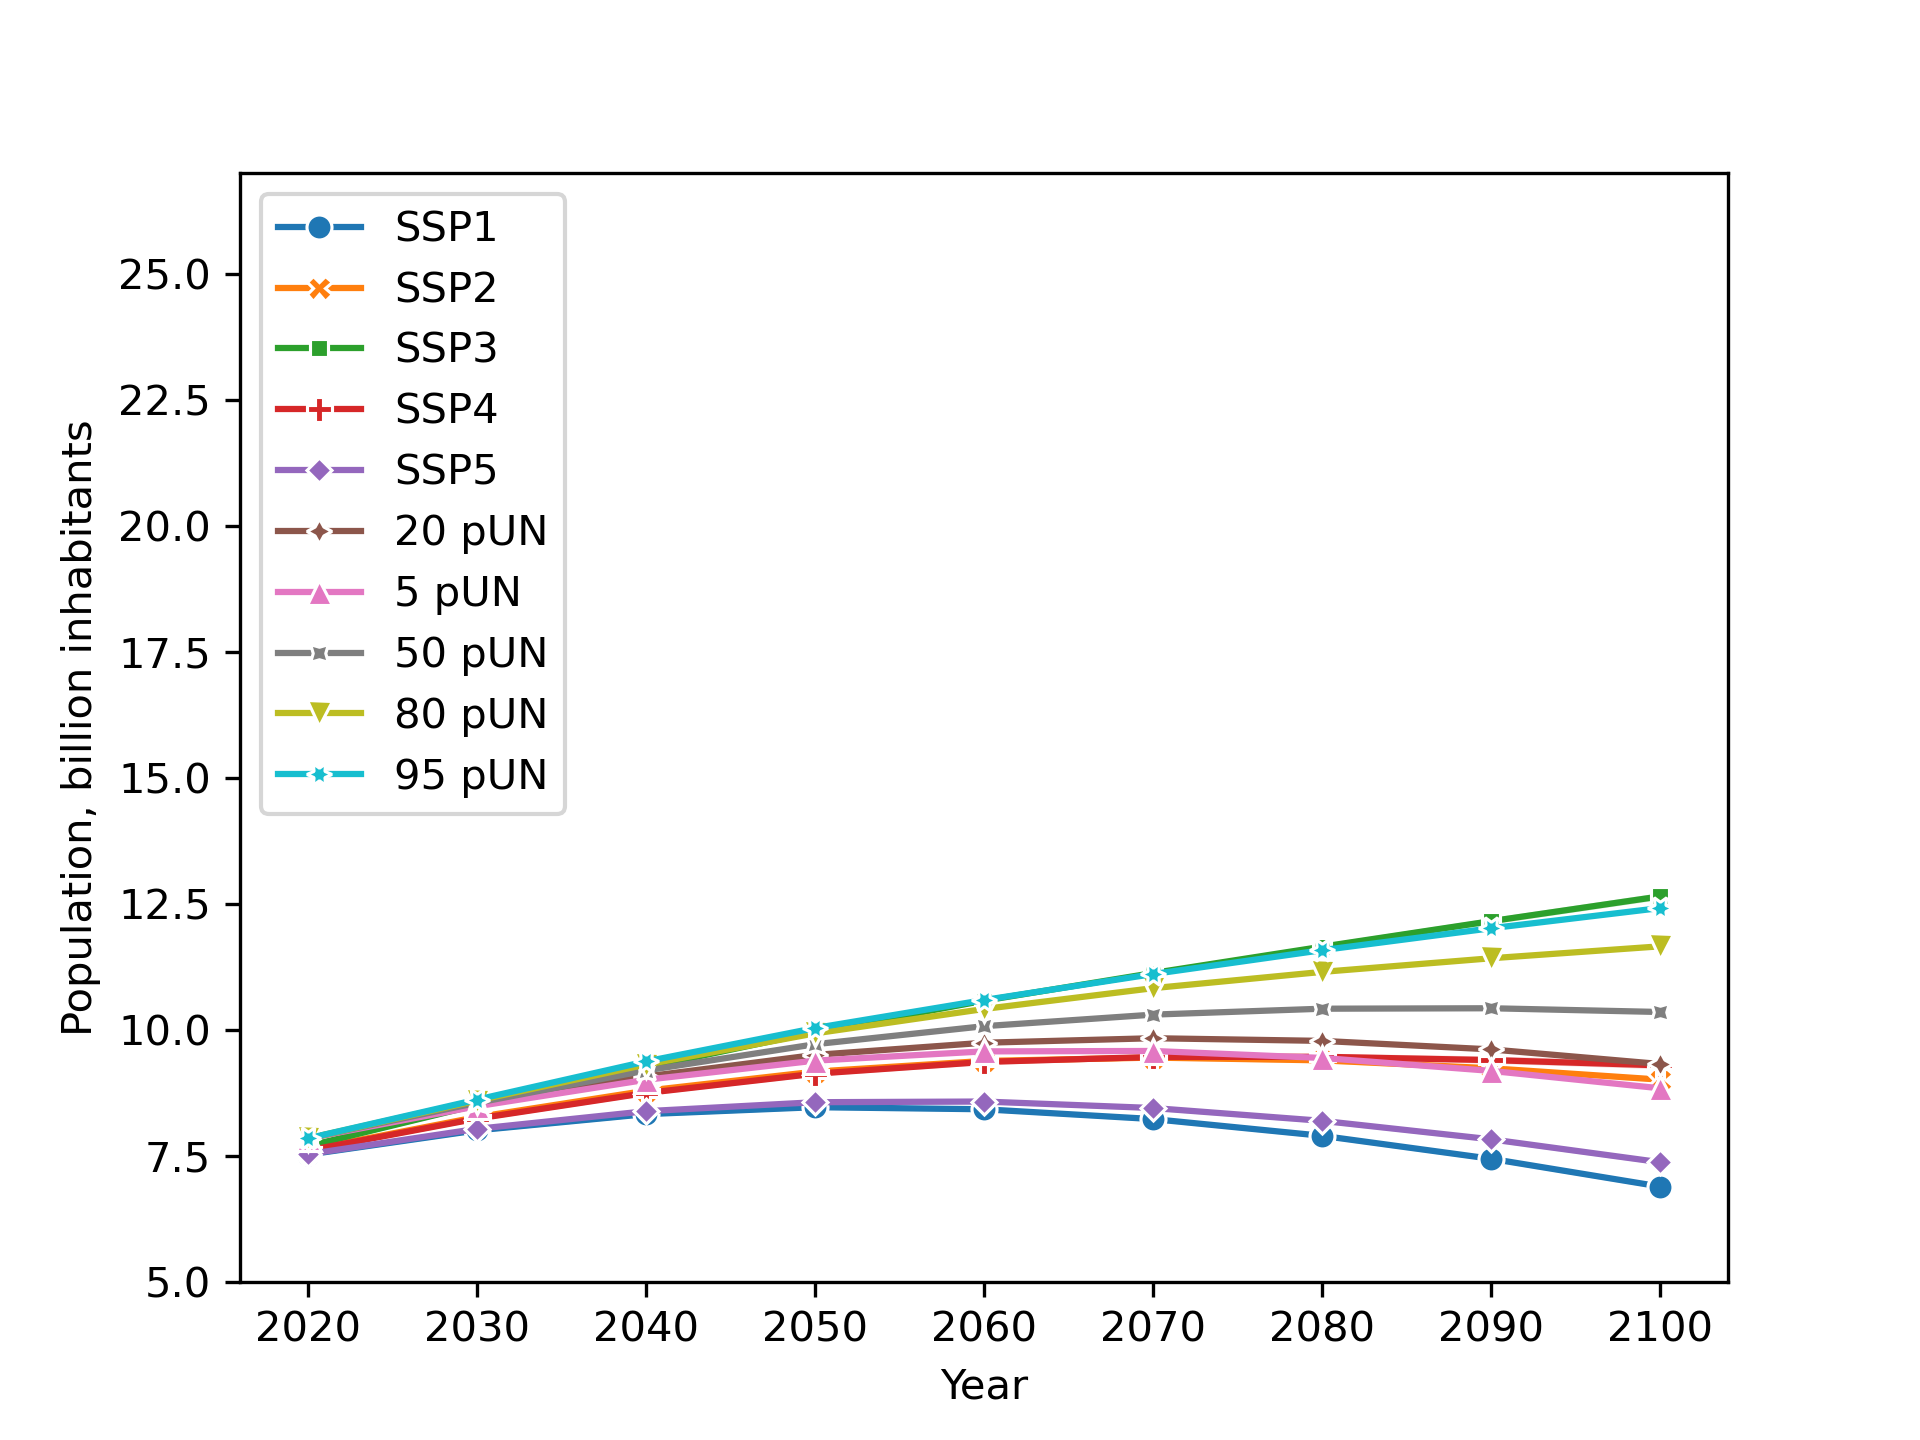 SSP1
SSP2
SSP3
SSP4
SSP5
20 pUN
5 pUN
50 pUN
80 pUN
95 pUN
25.0
22.5
20.0
17.5
15.0
12.5
10.0
7.5
5.0
Population, billion inhabitants
2020 2030 2040 2050 2060 2070 2080 2090 2100
Year